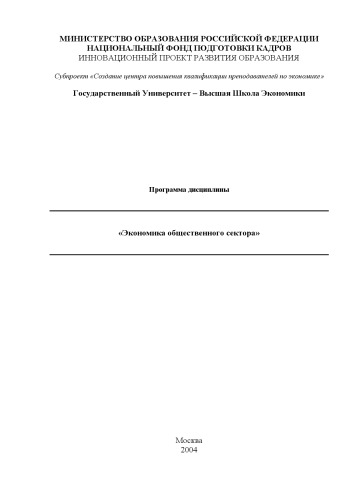 МИНИСТЕРСТВО ОБРАЗОВАНИЯ РОССИЙСКОЙ ФЕДЕРАЦИИ
НАЦИОНАЛЬНЫЙ ФОНД ПОДГОТОВКИ КАДРОВ
ИННОВАЦИОННЫЙ ПРОЕКТ РАЗВИТИЯ ОБРАЗОВАНИЯ
Субпроект «Создание центра повышения квалификации преподавателей по экономике»
Государственный Университет – Высшая Школа Экономики
Программа дисциплины
«Экономика общественного сектора»
Москва
2004